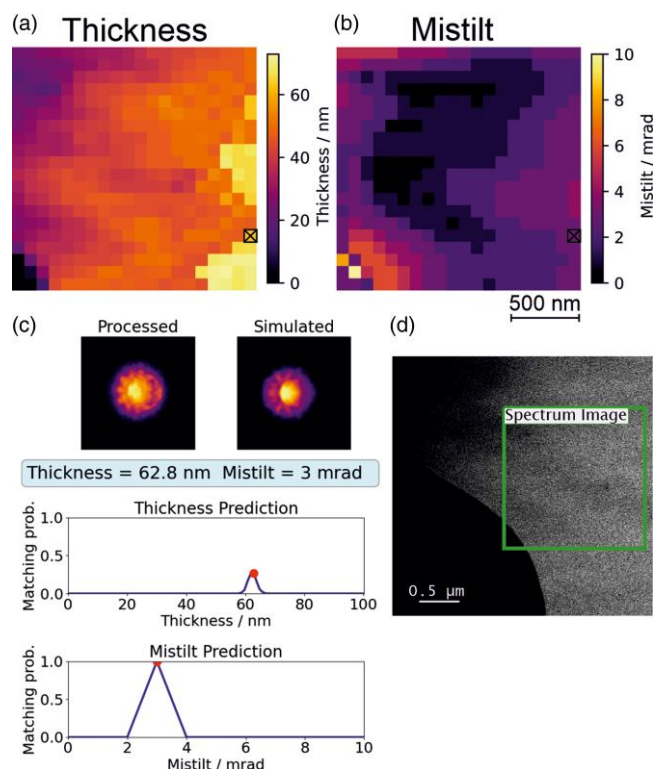 (a) Thickness
60
40
20
0
Thickness / nm
(b) Mistilt
10
8
6
4
2
0
Mistilt / mrad
500 nm
(c)
Processed
Simulated
Thickness = 62.8 nm Mistilt = 3 mrad
Thickness Prediction
Matching prob.
1.0
0.5
0.0
0 20 40 60 80 100
Thickness / nm
Mistilt Prediction
Matching prob.
1.0
0.5
0.0
0 2 4 6 8 10
Mistilt / mrad
(d)
Spectrum Image
0.5 μm